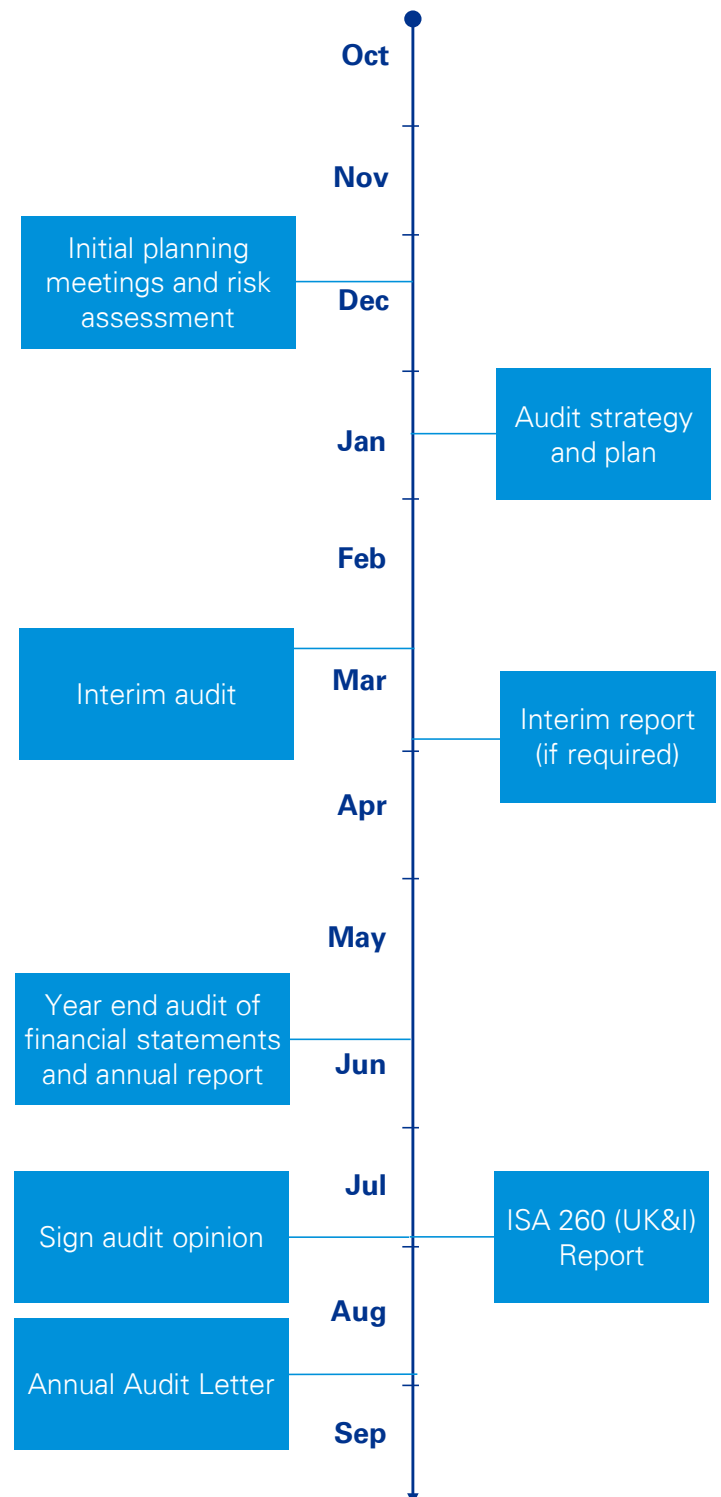 Oct
Nov
Initial planning
meetings and risk
assessment
Dec
Audit strategy
and plan
Jan
Feb
Interim audit
Mar
Interim report
(if required)
Apr
May
Year end audit of
financial statements
and annual report
Jun
Jul
Sign audit opinion
ISA 260 (UK&I)
Report
Aug
Annual Audit Letter
Sep